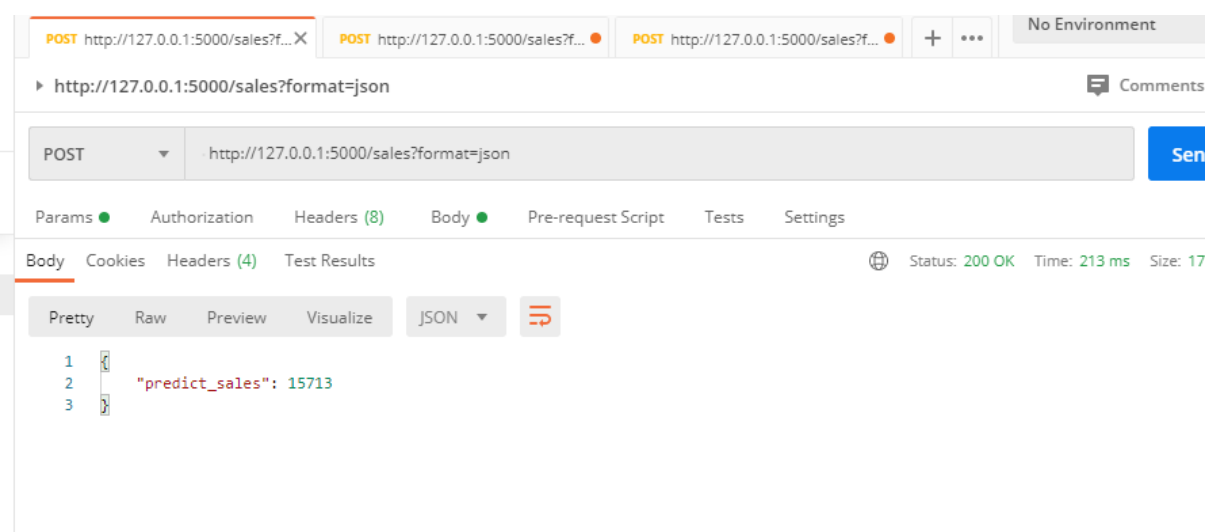 POST http://127.0.0.1:5000/sales?f... POST http://127.0.0.1:5000/sales?f... POST http://127.0.0.1:5000/sales?f... + ••• No Environment
http://127.0.0.1:5000/sales?format=json Comments
POST http://127.0.0.1:5000/sales?format=json Sen
Params Authorization Headers (8) Body Pre-request Script Tests Settings
Body Cookies Headers (4) Test Results Status: 200 OK Time: 213 ms Size: 17
Pretty Raw Preview Visualize JSON
1 {
2 "predict_sales": 15713
3 }